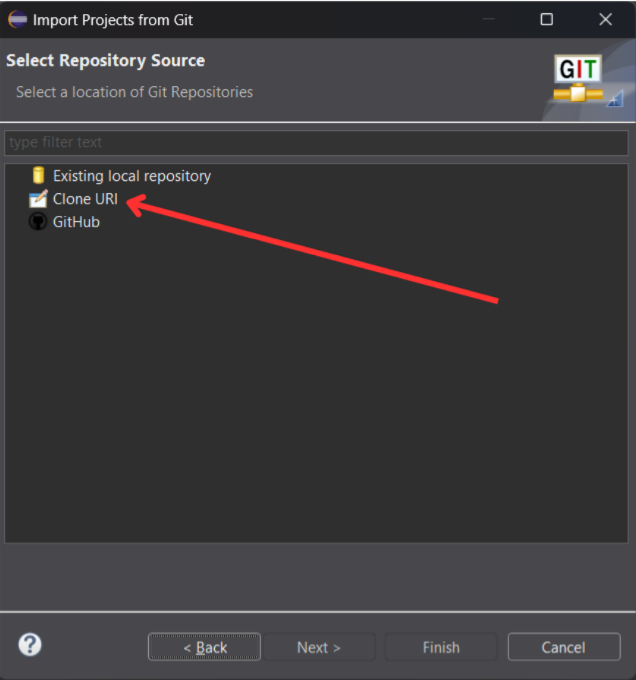 Import Projects from Git
Select Repository Source
Select a location of Git Repositories
GIT
type filter text
Existing local repository
Clone URI
GitHub
?
< Back
Next >
Finish
Cancel